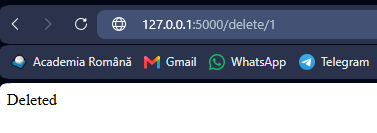 127.0.0.1:5000/delete/1
Academia Română Gmail WhatsApp Telegram
Deleted